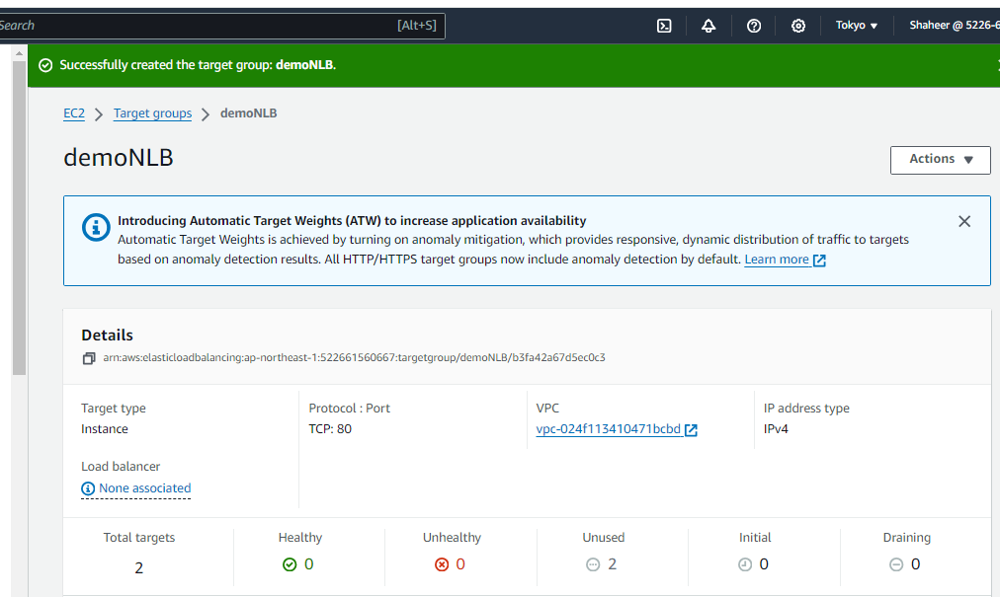 Search [Alt+S] Tokyo Shaheer @ 5226-6
Successfully created the target group: demoNLB.
EC2 Target groups demoNLB
demoNLB
Actions
Introducing Automatic Target Weights (ATW) to increase application availability
Automatic Target Weights is achieved by turning on anomaly mitigation, which provides responsive, dynamic distribution of traffic to targets
based on anomaly detection results. All HTTP/HTTPS target groups now include anomaly detection by default. Learn more
Details
arn:aws:elasticloadbalancing:ap-northeast-1:522661560667:targetgroup/demoNLB/b3fa42a67d5ec0c3
Target type
Instance
Protocol : Port
TCP: 80
VPC
vpc-024f113410471bcbd
IP address type
IPv4
Load balancer
None associated
Total targets
2
Healthy
0
Unhealthy
0
Unused
2
Initial
0
Draining
0